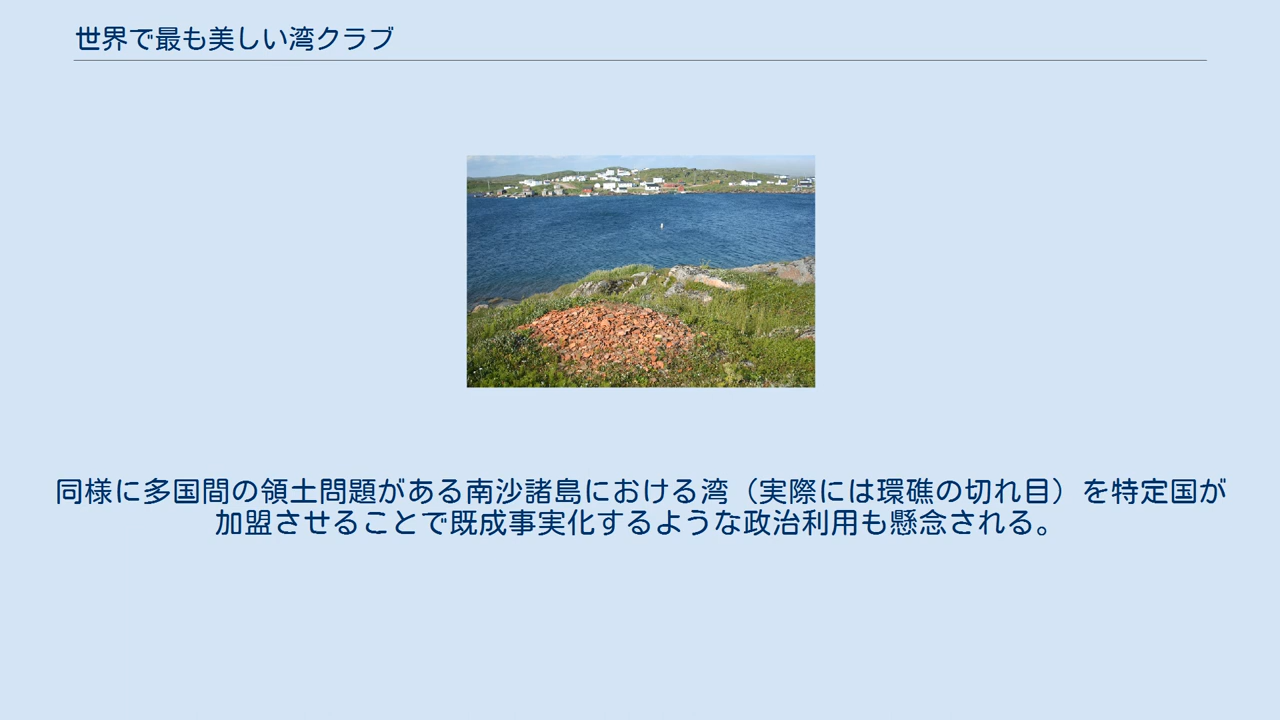 世界で最も美しい湾クラブ
同様に多国間の領土問題がある南沙諸島における湾（実際には環礁の切れ目）を特定国が
加盟させることで既成事実化するような政治利用も懸念される。